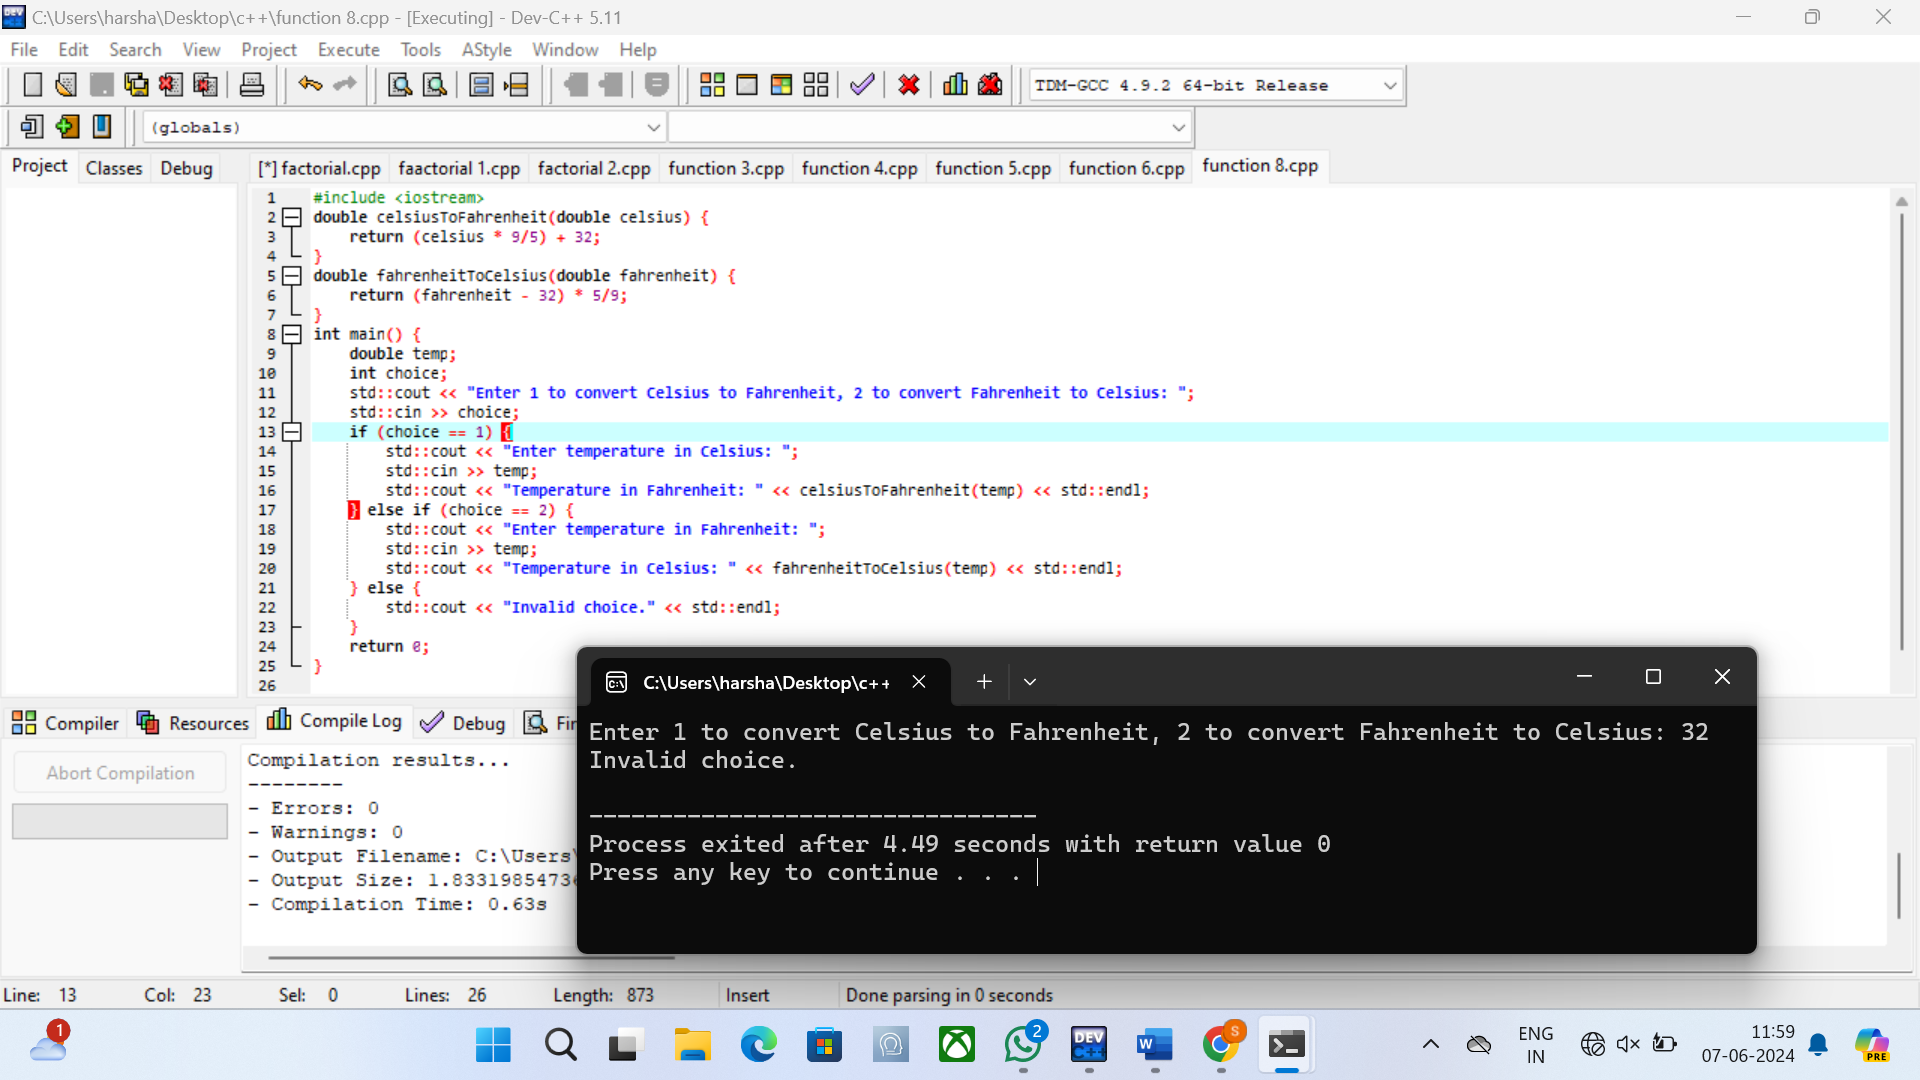 C:\Users\harsha\Desktop\c++\function 8.cpp - [Executing] - Dev-C++ 5.11
File Edit Search View Project Execute Tools AStyle Window Help
TDM-GCC 4.9.2 64-bit Release
(globals)
Project Classes Debug [*] factorial.cpp faactorial 1.cpp factorial 2.cpp function 3.cpp function 4.cpp function 5.cpp function 6.cpp function 8.cpp
1 #include <iostream>
2 double celsiusToFahrenheit(double celsius) {
3 return (celsius * 9/5) + 32;
4 }
5 double fahrenheitToCelsius(double fahrenheit) {
6 return (fahrenheit - 32) * 5/9;
7 }
8 int main() {
9 double temp;
10 int choice;
11 std::cout << "Enter 1 to convert Celsius to Fahrenheit, 2 to convert Fahrenheit to Celsius: ";
12 std::cin >> choice;
13 if (choice == 1) {
14 std::cout << "Enter temperature in Celsius: ";
15 std::cin >> temp;
16 std::cout << "Temperature in Fahrenheit: " << celsiusToFahrenheit(temp) << std::endl;
17 } else if (choice == 2) {
18 std::cout << "Enter temperature in Fahrenheit: ";
19 std::cin >> temp;
20 std::cout << "Temperature in Celsius: " << fahrenheitToCelsius(temp) << std::endl;
21 } else {
22 std::cout << "Invalid choice." << std::endl;
23 }
24 return 0;
25 }
26
C:\Users\harsha\Desktop\c++
Enter 1 to convert Celsius to Fahrenheit, 2 to convert Fahrenheit to Celsius: 32
Invalid choice.
--------------------------------
Process exited after 4.49 seconds with return value 0
Press any key to continue . . .
Compiler Resources Compile Log Debug Fi
Abort Compilation
Compilation results...
--------
- Errors: 0
- Warnings: 0
- Output Filename: C:\Users\
- Output Size: 1.8331985473
- Compilation Time: 0.63s
Line: 13 Col: 23 Sel: 0 Lines: 26 Length: 873 Insert Done parsing in 0 seconds
1
DEV C++
W
2
S
PRE
ENG
IN
11:59
07-06-2024